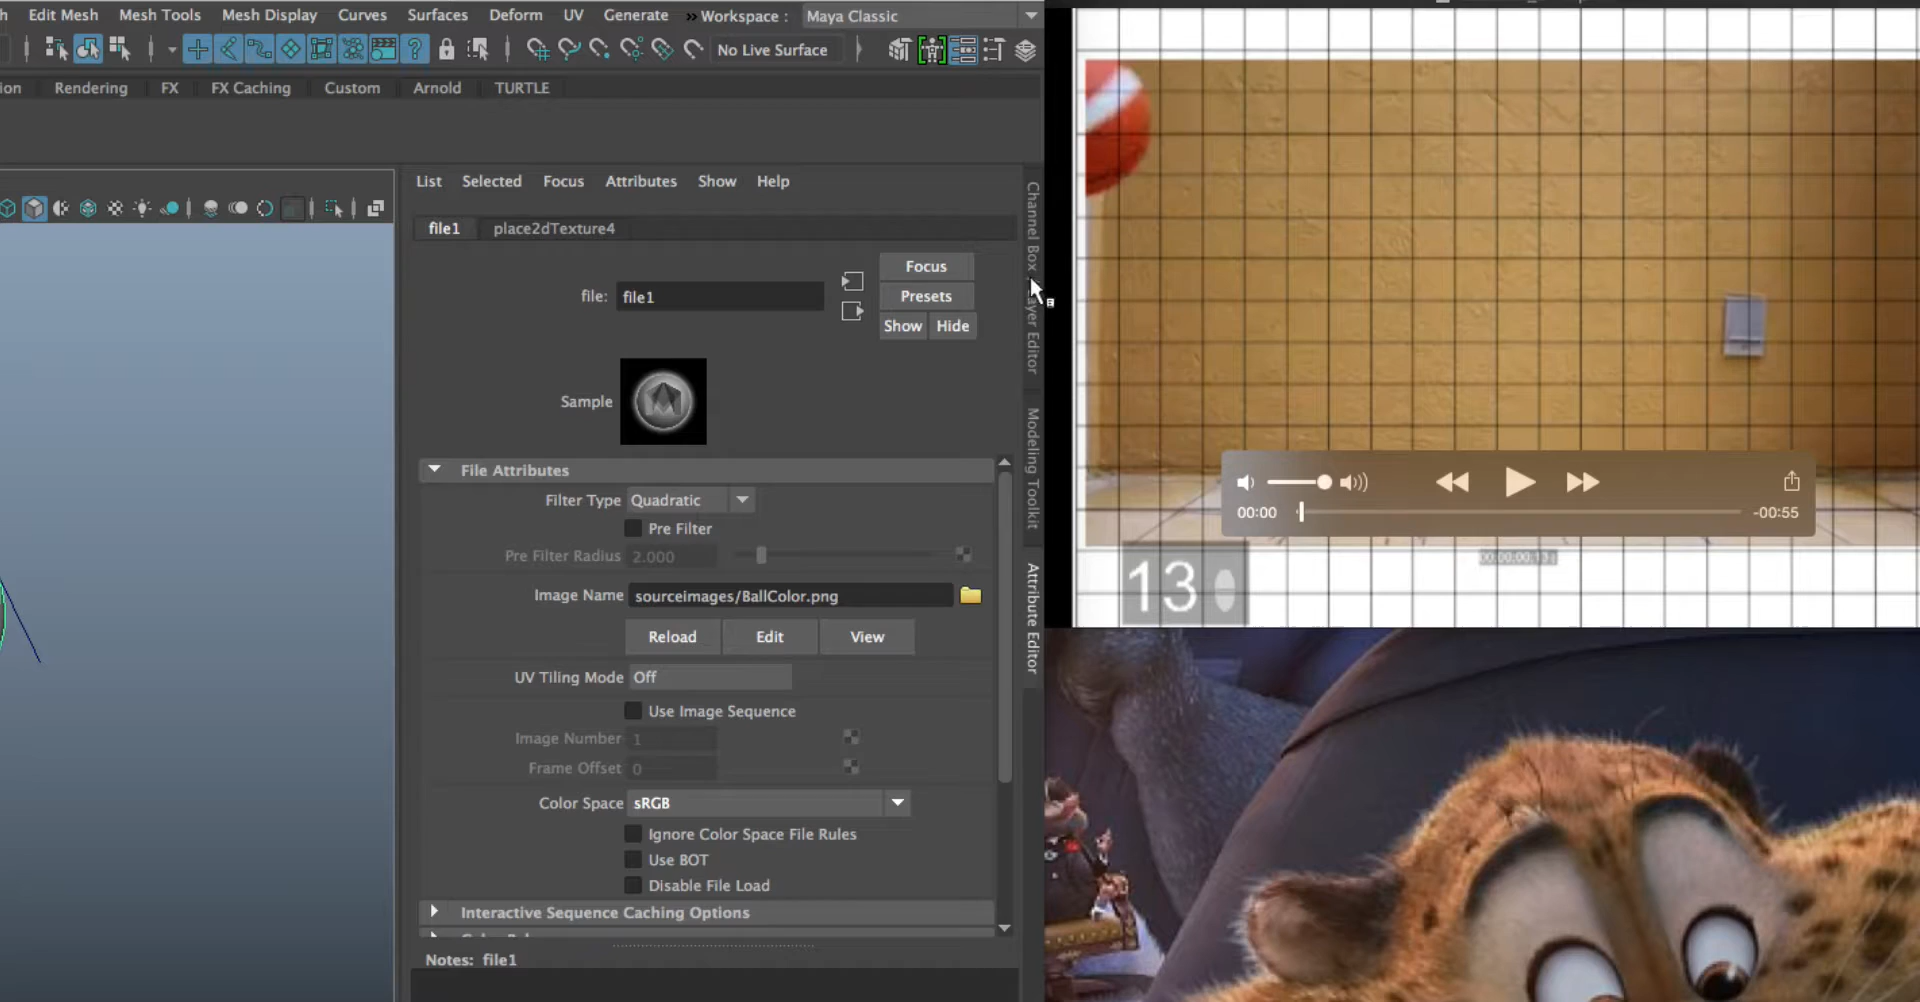 Edit Mesh Mesh Tools Mesh Display Curves Surfaces Deform UV Generate » Workspace : Maya Classic
No Live Surface
Rendering FX FX Caching Custom Arnold TURTLE
List Selected Focus Attributes Show Help
file1 place2dTexture4
Focus
file: file1
Presets
Show Hide
Sample
File Attributes
Filter Type Quadratic
Pre Filter
Pre Filter Radius 2.000
Image Name sourceimages/BallColor.png
Reload Edit View
UV Tiling Mode Off
Use Image Sequence
Image Number 1
Frame Offset 0
Color Space sRGB
Ignore Color Space File Rules
Use BOT
Disable File Load
Interactive Sequence Caching Options
Notes: file1
Channel Box
Modeling Toolkit
Attribute Editor
00:00 -00:55
13